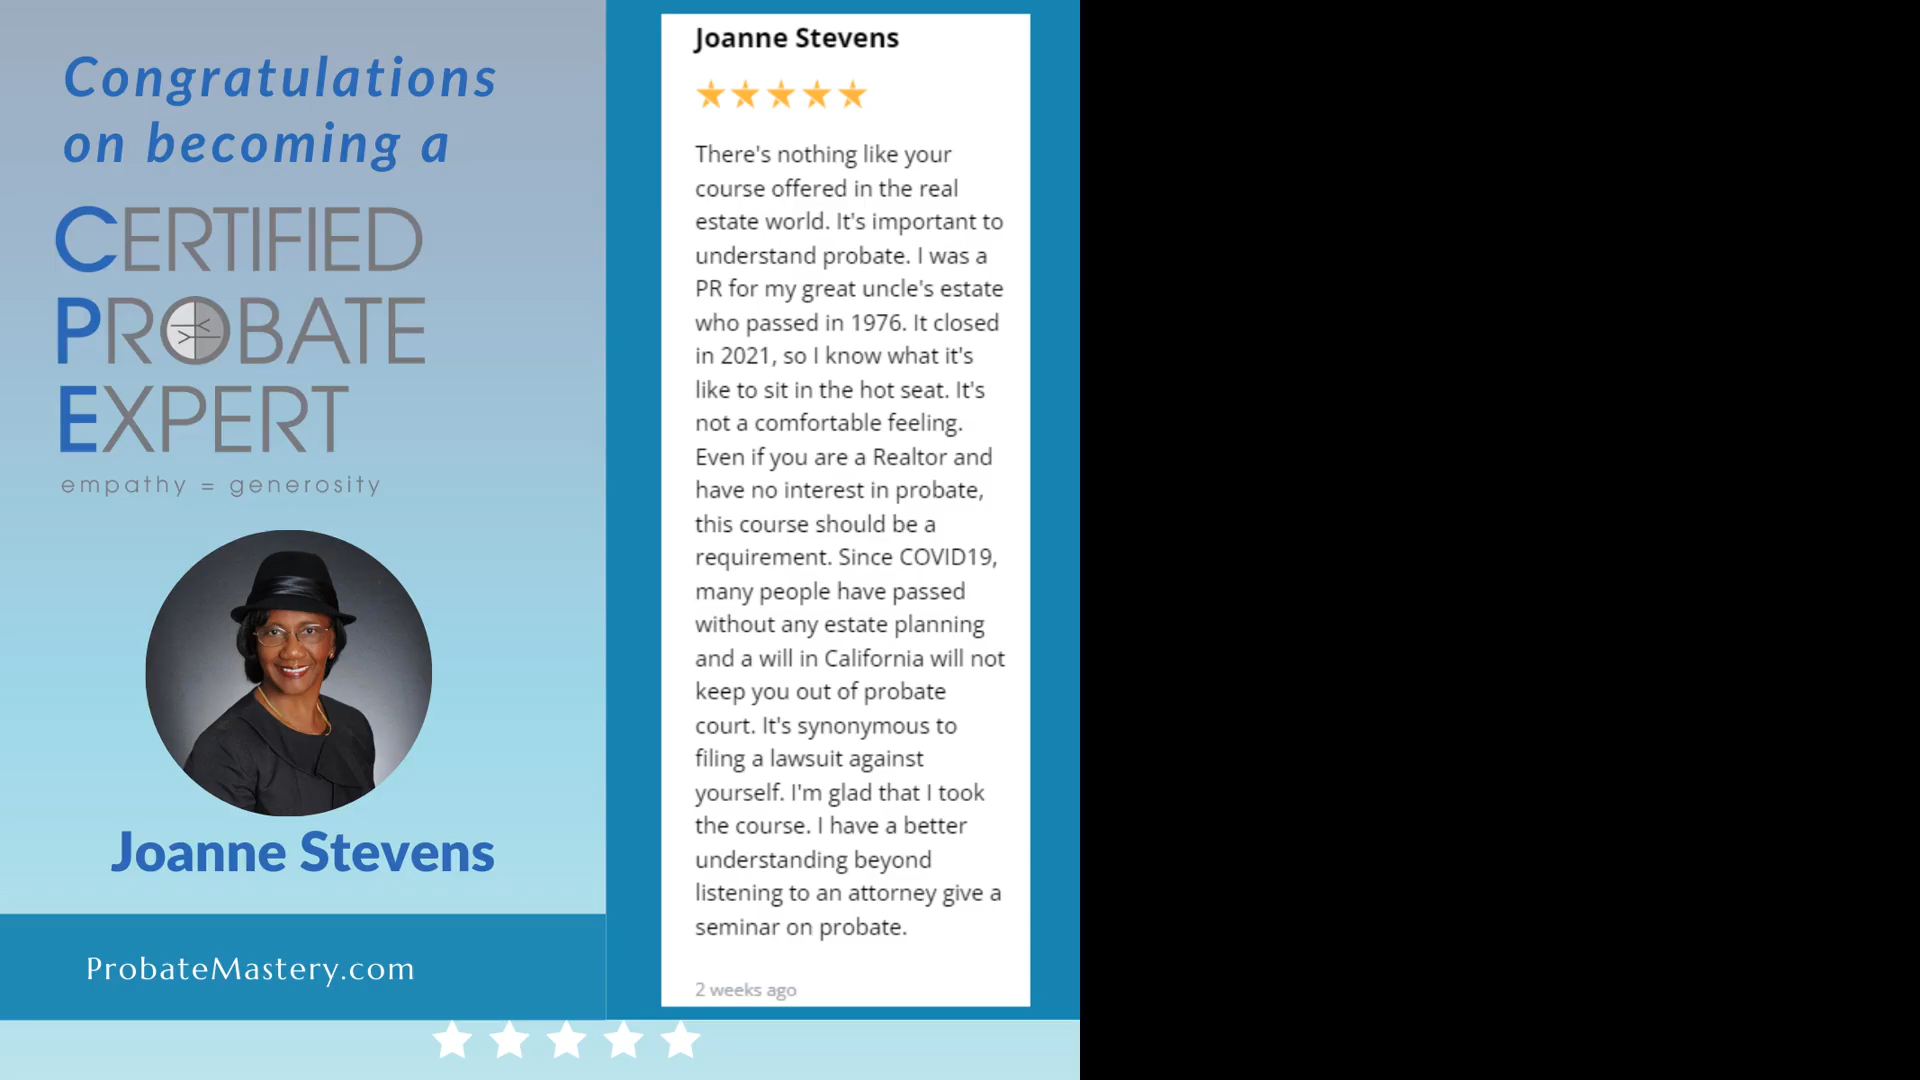 Congratulations
on becoming a
CERTIFIED
PROBATE
EXPERT
empathy = generosity
Joanne Stevens
ProbateMastery.com
Joanne Stevens
There's nothing like your
course offered in the real
estate world. It's important to
understand probate. I was a
PR for my great uncle's estate
who passed in 1976. It closed
in 2021, so I know what it's
like to sit in the hot seat. It's
not a comfortable feeling.
Even if you are a Realtor and
have no interest in probate,
this course should be a
requirement. Since COVID19,
many people have passed
without any estate planning
and a will in California will not
keep you out of probate
court. It's synonymous to
filing a lawsuit against
yourself. I'm glad that I took
the course. I have a better
understanding beyond
listening to an attorney give a
seminar on probate.
2 weeks ago